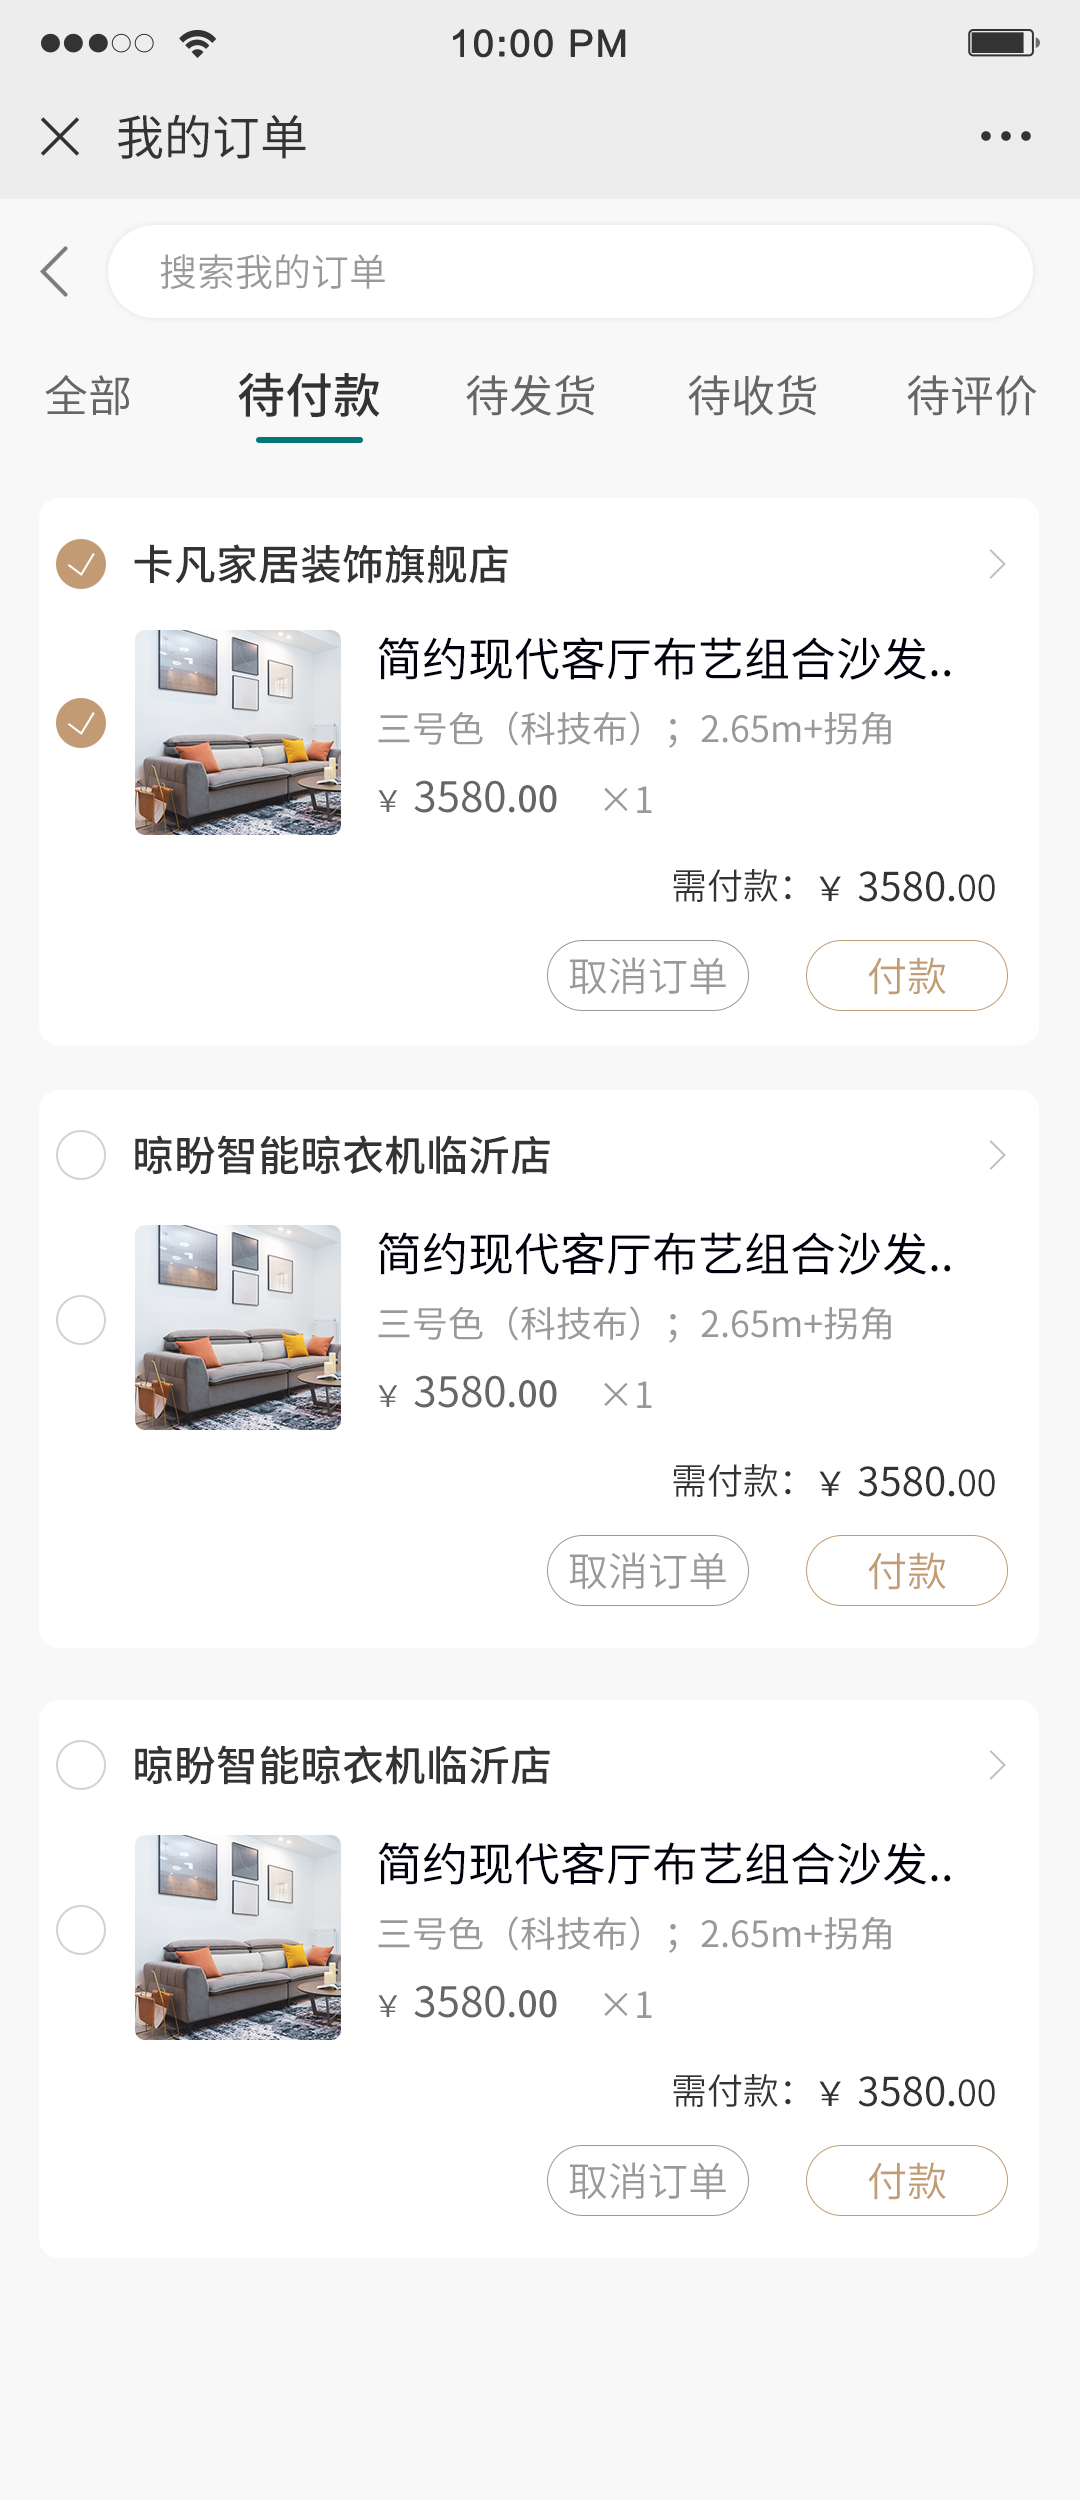 10:00 PM
我的订单
搜索我的订单
全部 待付款 待发货 待收货 待评价
卡凡家居装饰旗舰店
简约现代客厅布艺组合沙发..
三号色（科技布）；2.65m+拐角
¥ 3580.00 ×1
需付款：¥ 3580.00
取消订单 付款
晾盼智能晾衣机临沂店
简约现代客厅布艺组合沙发..
三号色（科技布）；2.65m+拐角
¥ 3580.00 ×1
需付款：¥ 3580.00
取消订单 付款
晾盼智能晾衣机临沂店
简约现代客厅布艺组合沙发..
三号色（科技布）；2.65m+拐角
¥ 3580.00 ×1
需付款：¥ 3580.00
取消订单 付款